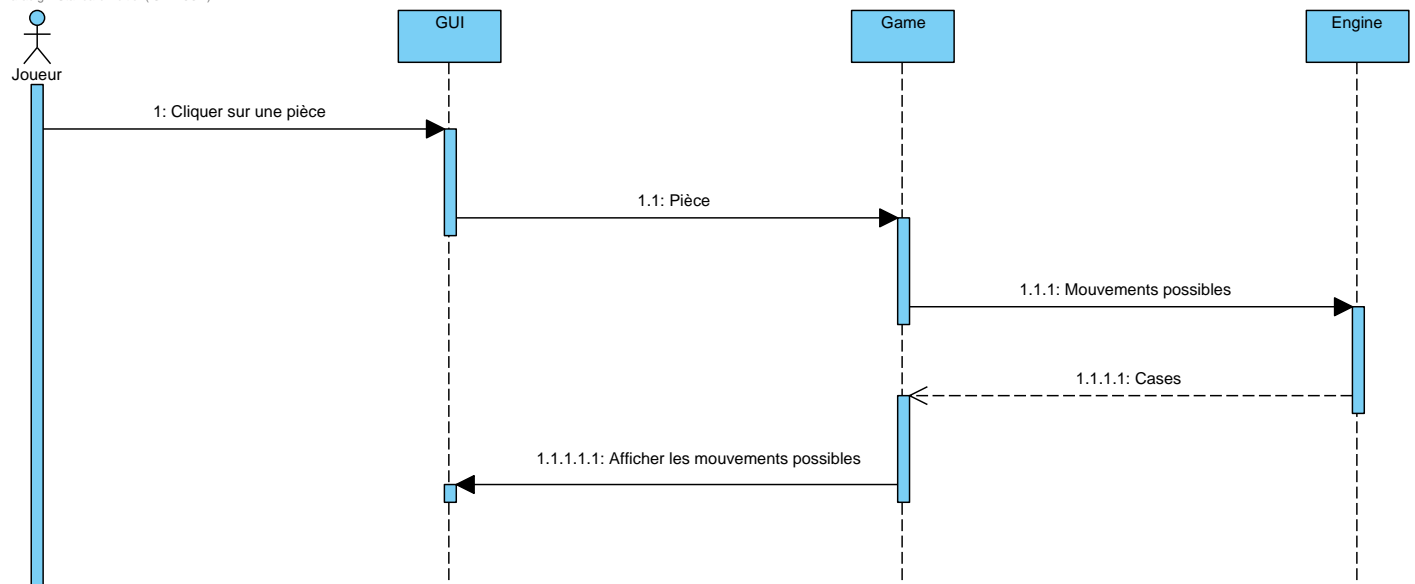 GUI
Game
Engine
Joueur
1: Cliquer sur une pièce
1.1: Pièce
1.1.1: Mouvements possibles
1.1.1.1: Cases
1.1.1.1.1: Afficher les mouvements possibles